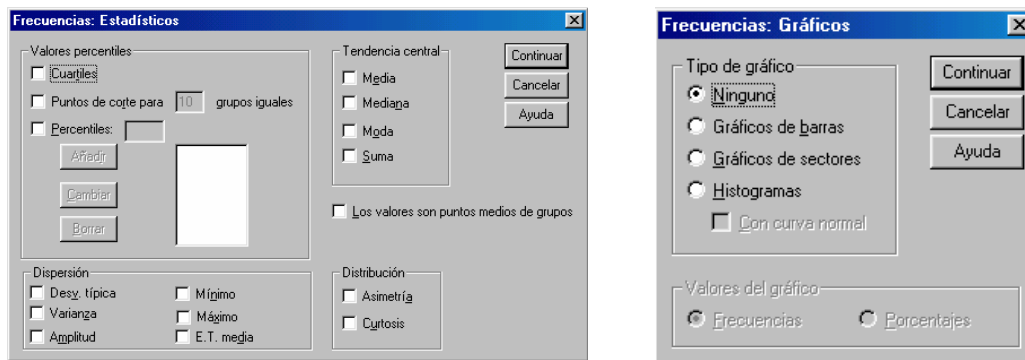 Frecuencias: Estadísticos
Valores percentiles
Cuartiles
Puntos de corte para 10 grupos iguales
Percentiles:
Añadir
Cambiar
Borrar
Tendencia central
Media
Mediana
Moda
Suma
Continuar
Cancelar
Ayuda
Los valores son puntos medios de grupos
Dispersión
Desv. típica
Mínimo
Varianza
Máximo
Amplitud
E.T. media
Distribución
Asimetría
Curtosis
Frecuencias: Gráficos
Tipo de gráfico
Ninguno
Gráficos de barras
Gráficos de sectores
Histogramas
Con curva normal
Continuar
Cancelar
Ayuda
Valores del gráfico
Frecuencias
Porcentajes